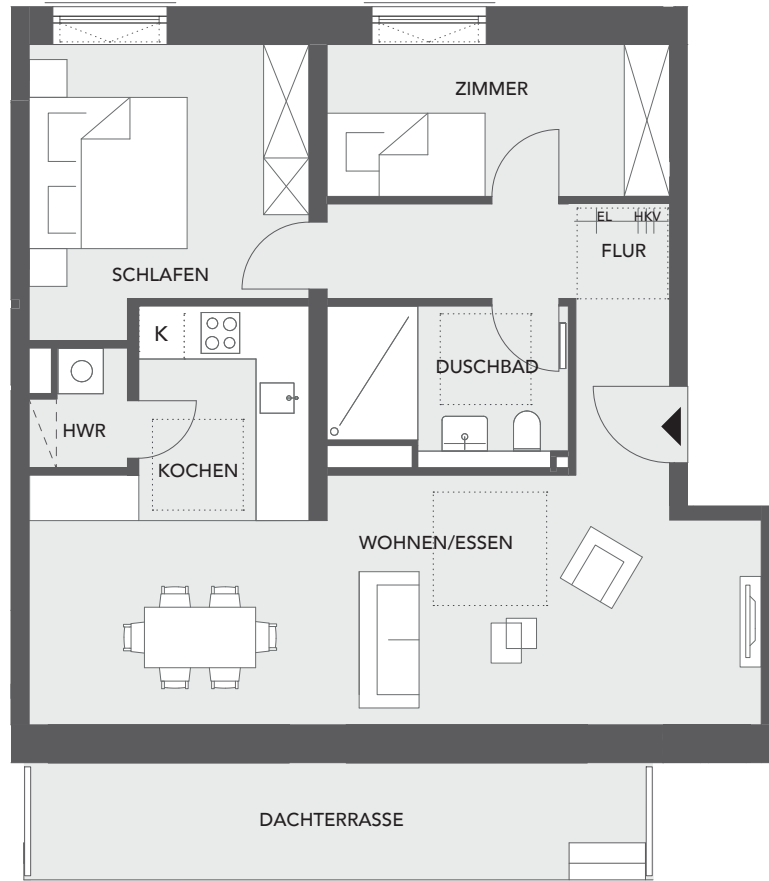 ZIMMER
EL HKV
FLUR
SCHLAFEN
K
DUSCHBAD
HWR
KOCHEN
WOHNEN/ESSEN
DACHTERRASSE